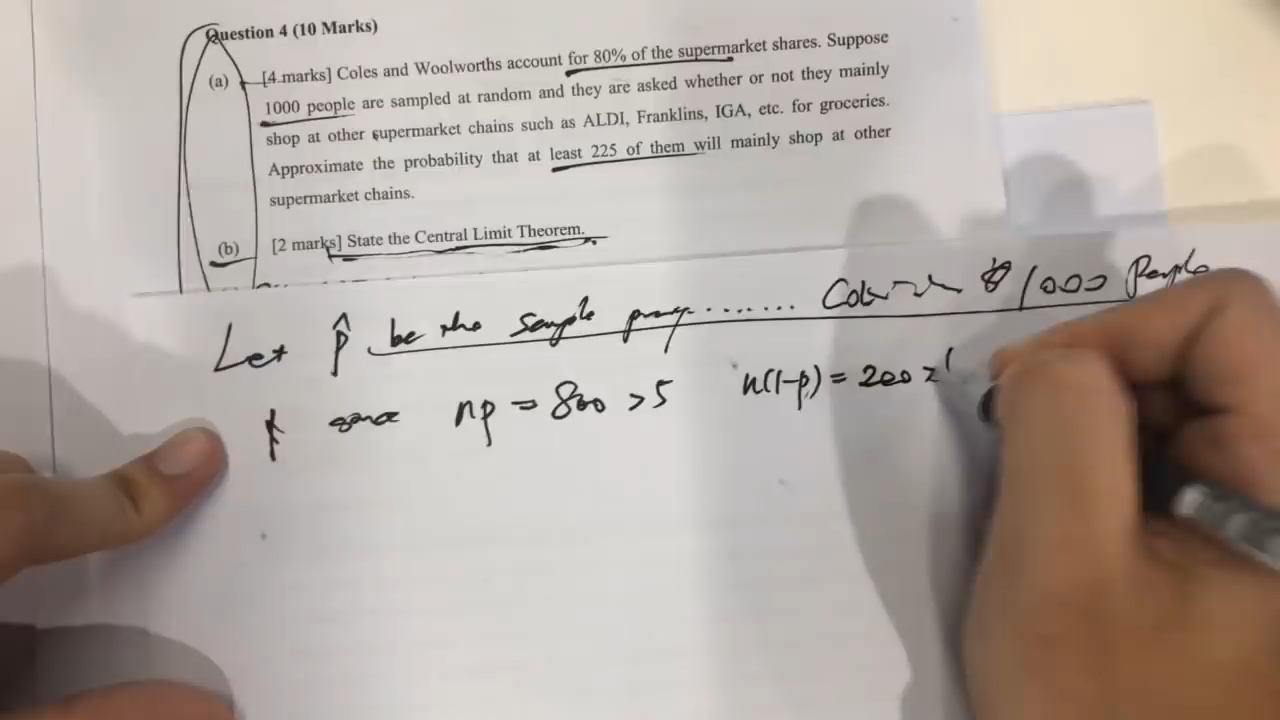 Question 4 (10 Marks)
(a) [4 marks] Coles and Woolworths account for 80% of the supermarket shares. Suppose
1000 people are sampled at random and they are asked whether or not they mainly
shop at other supermarket chains such as ALDI, Franklins, IGA, etc. for groceries.
Approximate the probability that at least 225 of them will mainly shop at other
supermarket chains.
(b) [2 marks] State the Central Limit Theorem.
Let p̂ be the sample ........ 1000 People
since np = 800 > 5 n(1-p) = 200 z